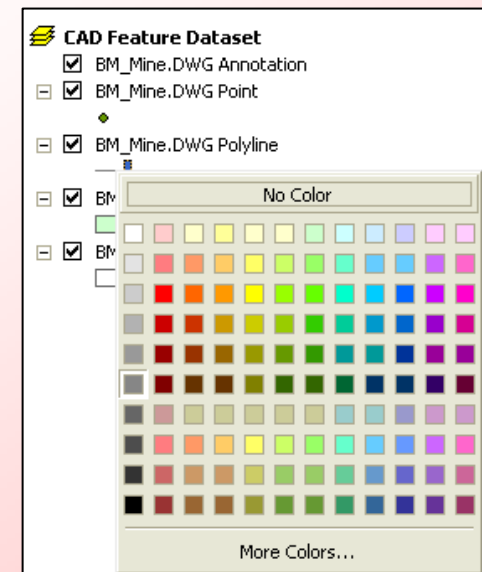 CAD Feature Dataset
BM_Mine.DWG Annotation
BM_Mine.DWG Point
BM_Mine.DWG Polyline
No Color
BM
BM
More Colors...